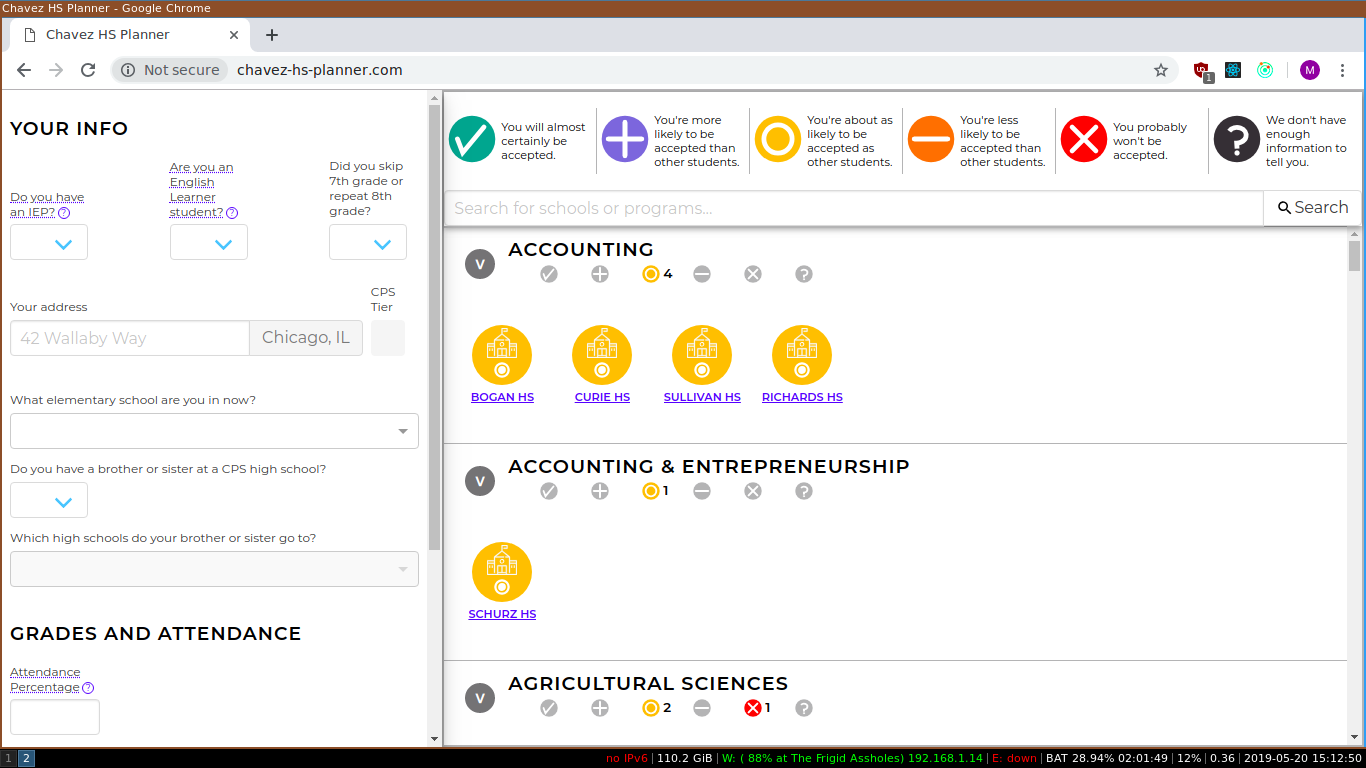 Chavez HS Planner - Google Chrome
Chavez HS Planner
Not secure
chavez-hs-planner.com
1
M
YOUR INFO
Do you have
an IEP? ?
Are you an
English
Learner
student? ?
Did you skip
7th grade or
repeat 8th
grade?
Your address
CPS
Tier
42 Wallaby Way
Chicago, IL
What elementary school are you in now?
Do you have a brother or sister at a CPS high school?
Which high schools do your brother or sister go to?
GRADES AND ATTENDANCE
Attendance
Percentage ?
You will almost
certainly be
accepted.
You're more
likely to be
accepted than
other students.
You're about as
likely to be
accepted as
other students.
You're less
likely to be
accepted than
other students.
You probably
won't be
accepted.
?
We don't have
enough
information to
tell you.
Search for schools or programs...
Search
V
ACCOUNTING
4
?
BOGAN HS
CURIE HS
SULLIVAN HS
RICHARDS HS
V
ACCOUNTING & ENTREPRENEURSHIP
1
?
SCHURZ HS
V
AGRICULTURAL SCIENCES
2
1
?
1
2
no IPv6 | 110.2 GiB | W: ( 88% at The Frigid Assholes) 192.168.1.14 | E: down | BAT 28.94% 02:01:49 | 12% | 0.36 | 2019-05-20 15:12:50